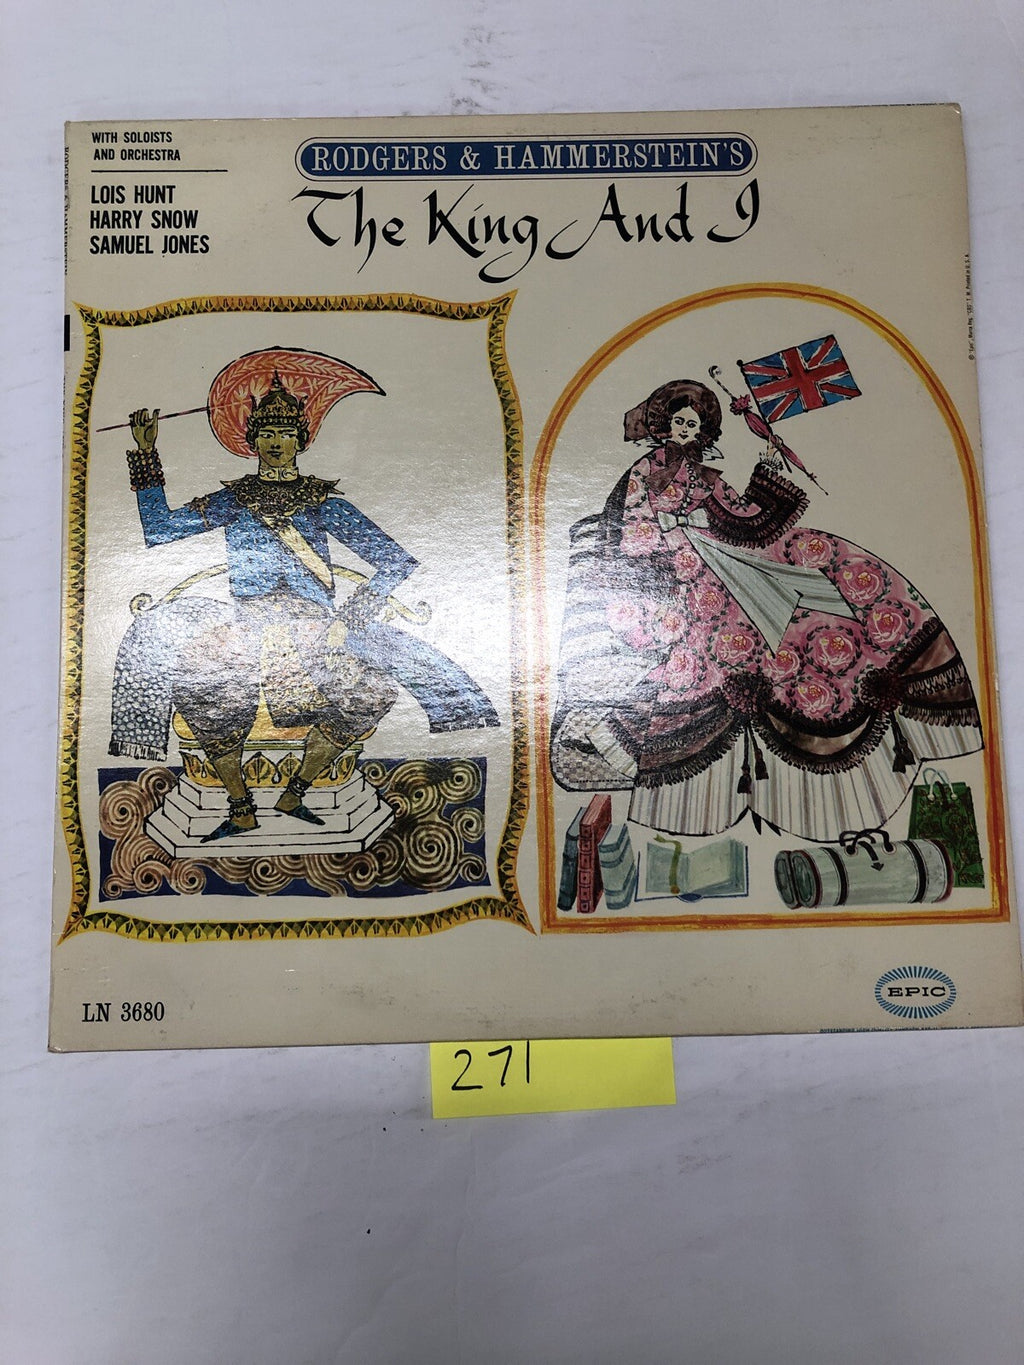 WITH SOLOISTS
AND ORCHESTRA
LOIS HUNT
HARRY SNOW
SAMUEL JONES
RODGERS & HAMMERSTEIN'S
The King And I
LN 3680
EPIC
271